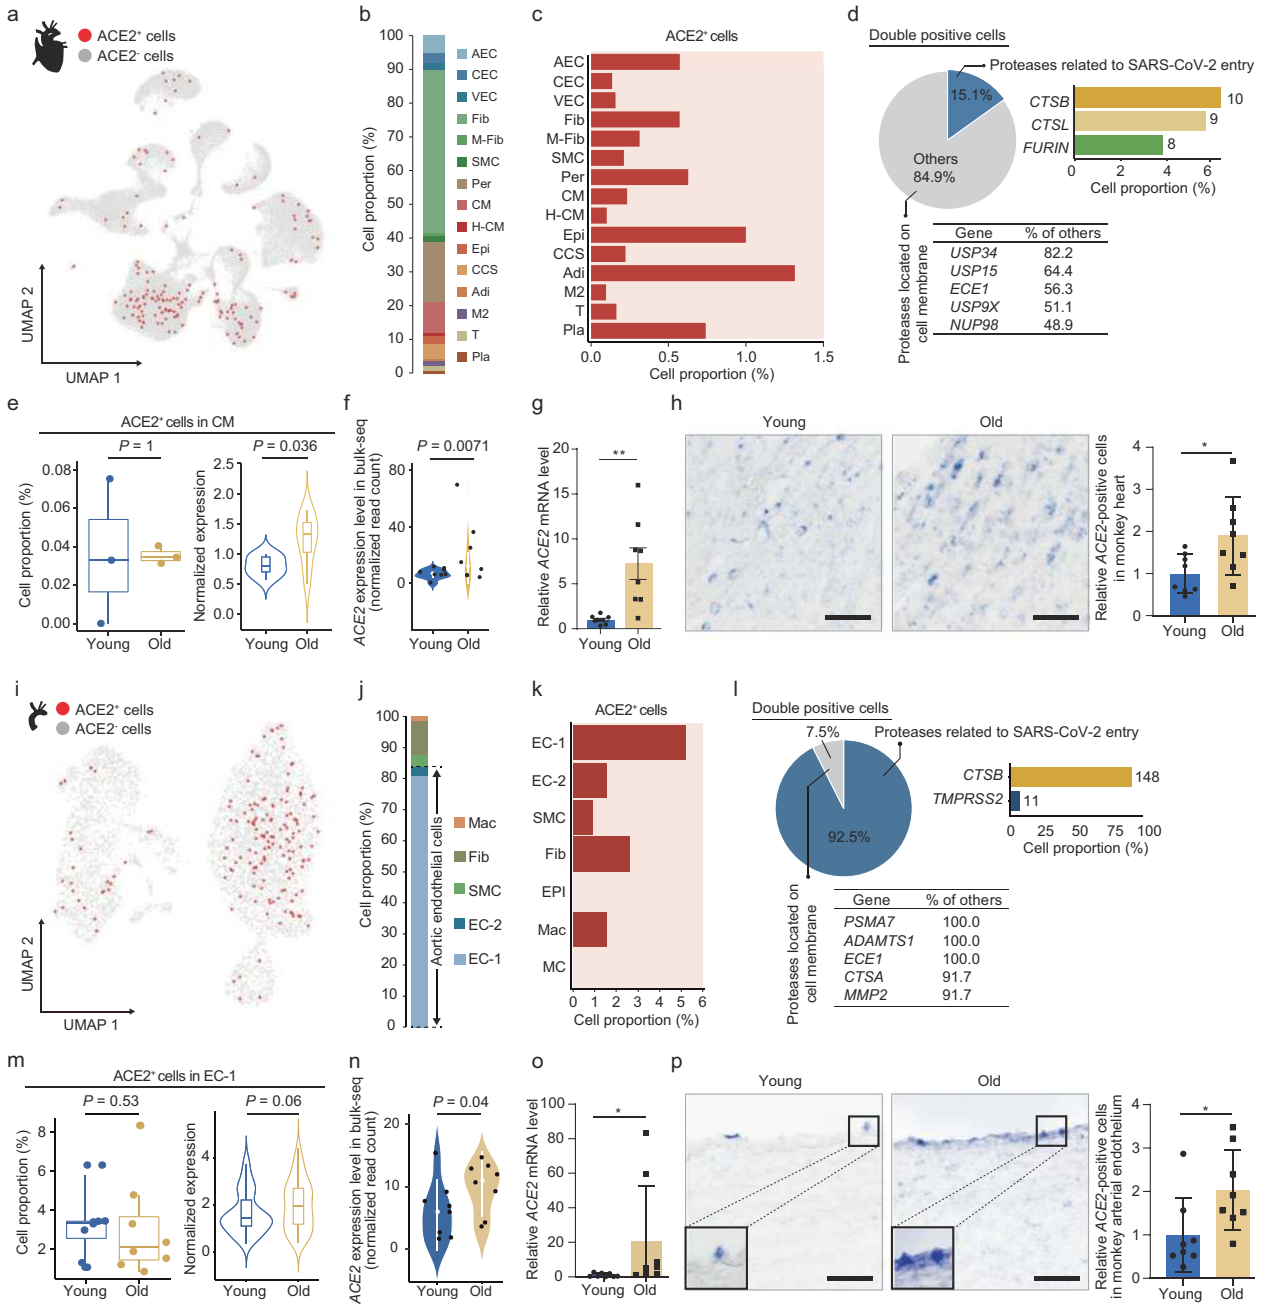 a
ACE2+ cells
ACE2- cells
UMAP 2
UMAP 1
b
Cell proportion (%)
100
90
80
70
60
50
40
30
20
10
0
AEC
CEC
VEC
Fib
M-Fib
SMC
Per
CM
H-CM
Epi
CCS
Adi
M2
T
Pla
c
ACE2+ cells
AEC
CEC
VEC
Fib
M-Fib
SMC
Per
CM
H-CM
Epi
CCS
Adi
M2
T
Pla
0.0 0.5 1.0 1.5
Cell proportion (%)
d
Double positive cells
Proteases related to SARS-CoV-2 entry
15.1%
Others
84.9%
CTSB 10
CTSL 9
FURIN 8
0 2 4 6
Cell proportion (%)
Proteases located on
cell membrane
Gene % of others
USP34 82.2
USP15 64.4
ECE1 56.3
USP9X 51.1
NUP98 48.9
e
ACE2+ cells in CM
P = 1
Cell proportion (%)
0.08
0.06
0.04
0.02
0.00
Young Old
P = 0.036
Normalized expression
2.5
2.0
1.5
1.0
0.5
0.0
Young Old
f
ACE2 expression level in bulk-seq
(normalized read count)
P = 0.0071
80
40
0
Young Old
g
Relative ACE2 mRNA level
**
20
15
10
5
0
Young Old
h
Young
Old
Relative ACE2-positive cells
in monkey heart
*
4
3
2
1
0
Young Old
i
ACE2+ cells
ACE2- cells
UMAP 2
UMAP 1
j
Cell proportion (%)
100
90
80
70
60
50
40
30
20
10
0
Aortic endothelial cells
Mac
Fib
SMC
EC-2
EC-1
k
ACE2+ cells
EC-1
EC-2
SMC
Fib
EPI
Mac
MC
0 1 2 3 4 5 6
Cell proportion (%)
l
Double positive cells
7.5%
Proteases related to SARS-CoV-2 entry
92.5%
CTSB 148
TMPRSS2 11
0 25 50 75 100
Cell proportion (%)
Proteases located on
cell membrane
Gene % of others
PSMA7 100.0
ADAMTS1 100.0
ECE1 100.0
CTSA 91.7
MMP2 91.7
m
ACE2+ cells in EC-1
P = 0.53
Cell proportion (%)
8
6
4
2
Young Old
P = 0.06
Normalized expression
4
2
0
Young Old
n
ACE2 expression level in bulk-seq
(normalized read count)
P = 0.04
20
10
0
Young Old
o
Relative ACE2 mRNA level
*
100
80
60
40
20
0
Young Old
p
Young
Old
Relative ACE2-positive cells
in monkey arterial endothelium
*
4
3
2
1
0
Young Old